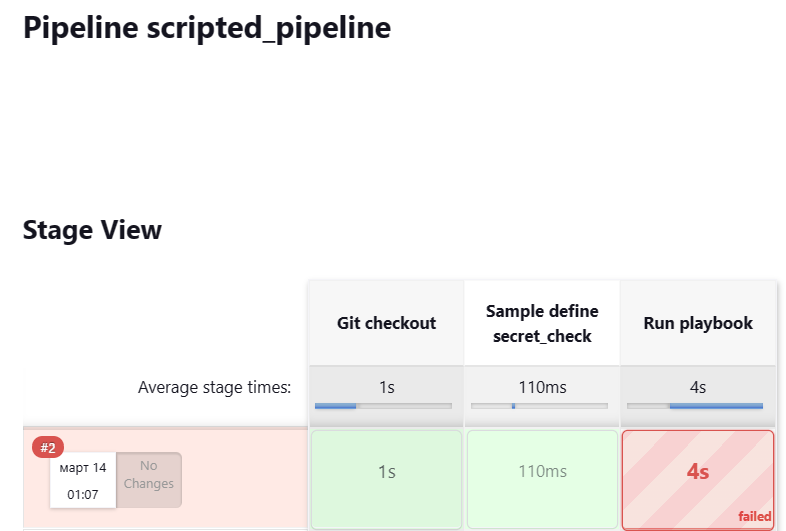 Pipeline scripted_pipeline
Stage View
Git checkout
Sample define
secret_check
Run playbook
Average stage times:
1s
110ms
4s
#2
март 14
01:07
No
Changes
1s
110ms
4s
failed